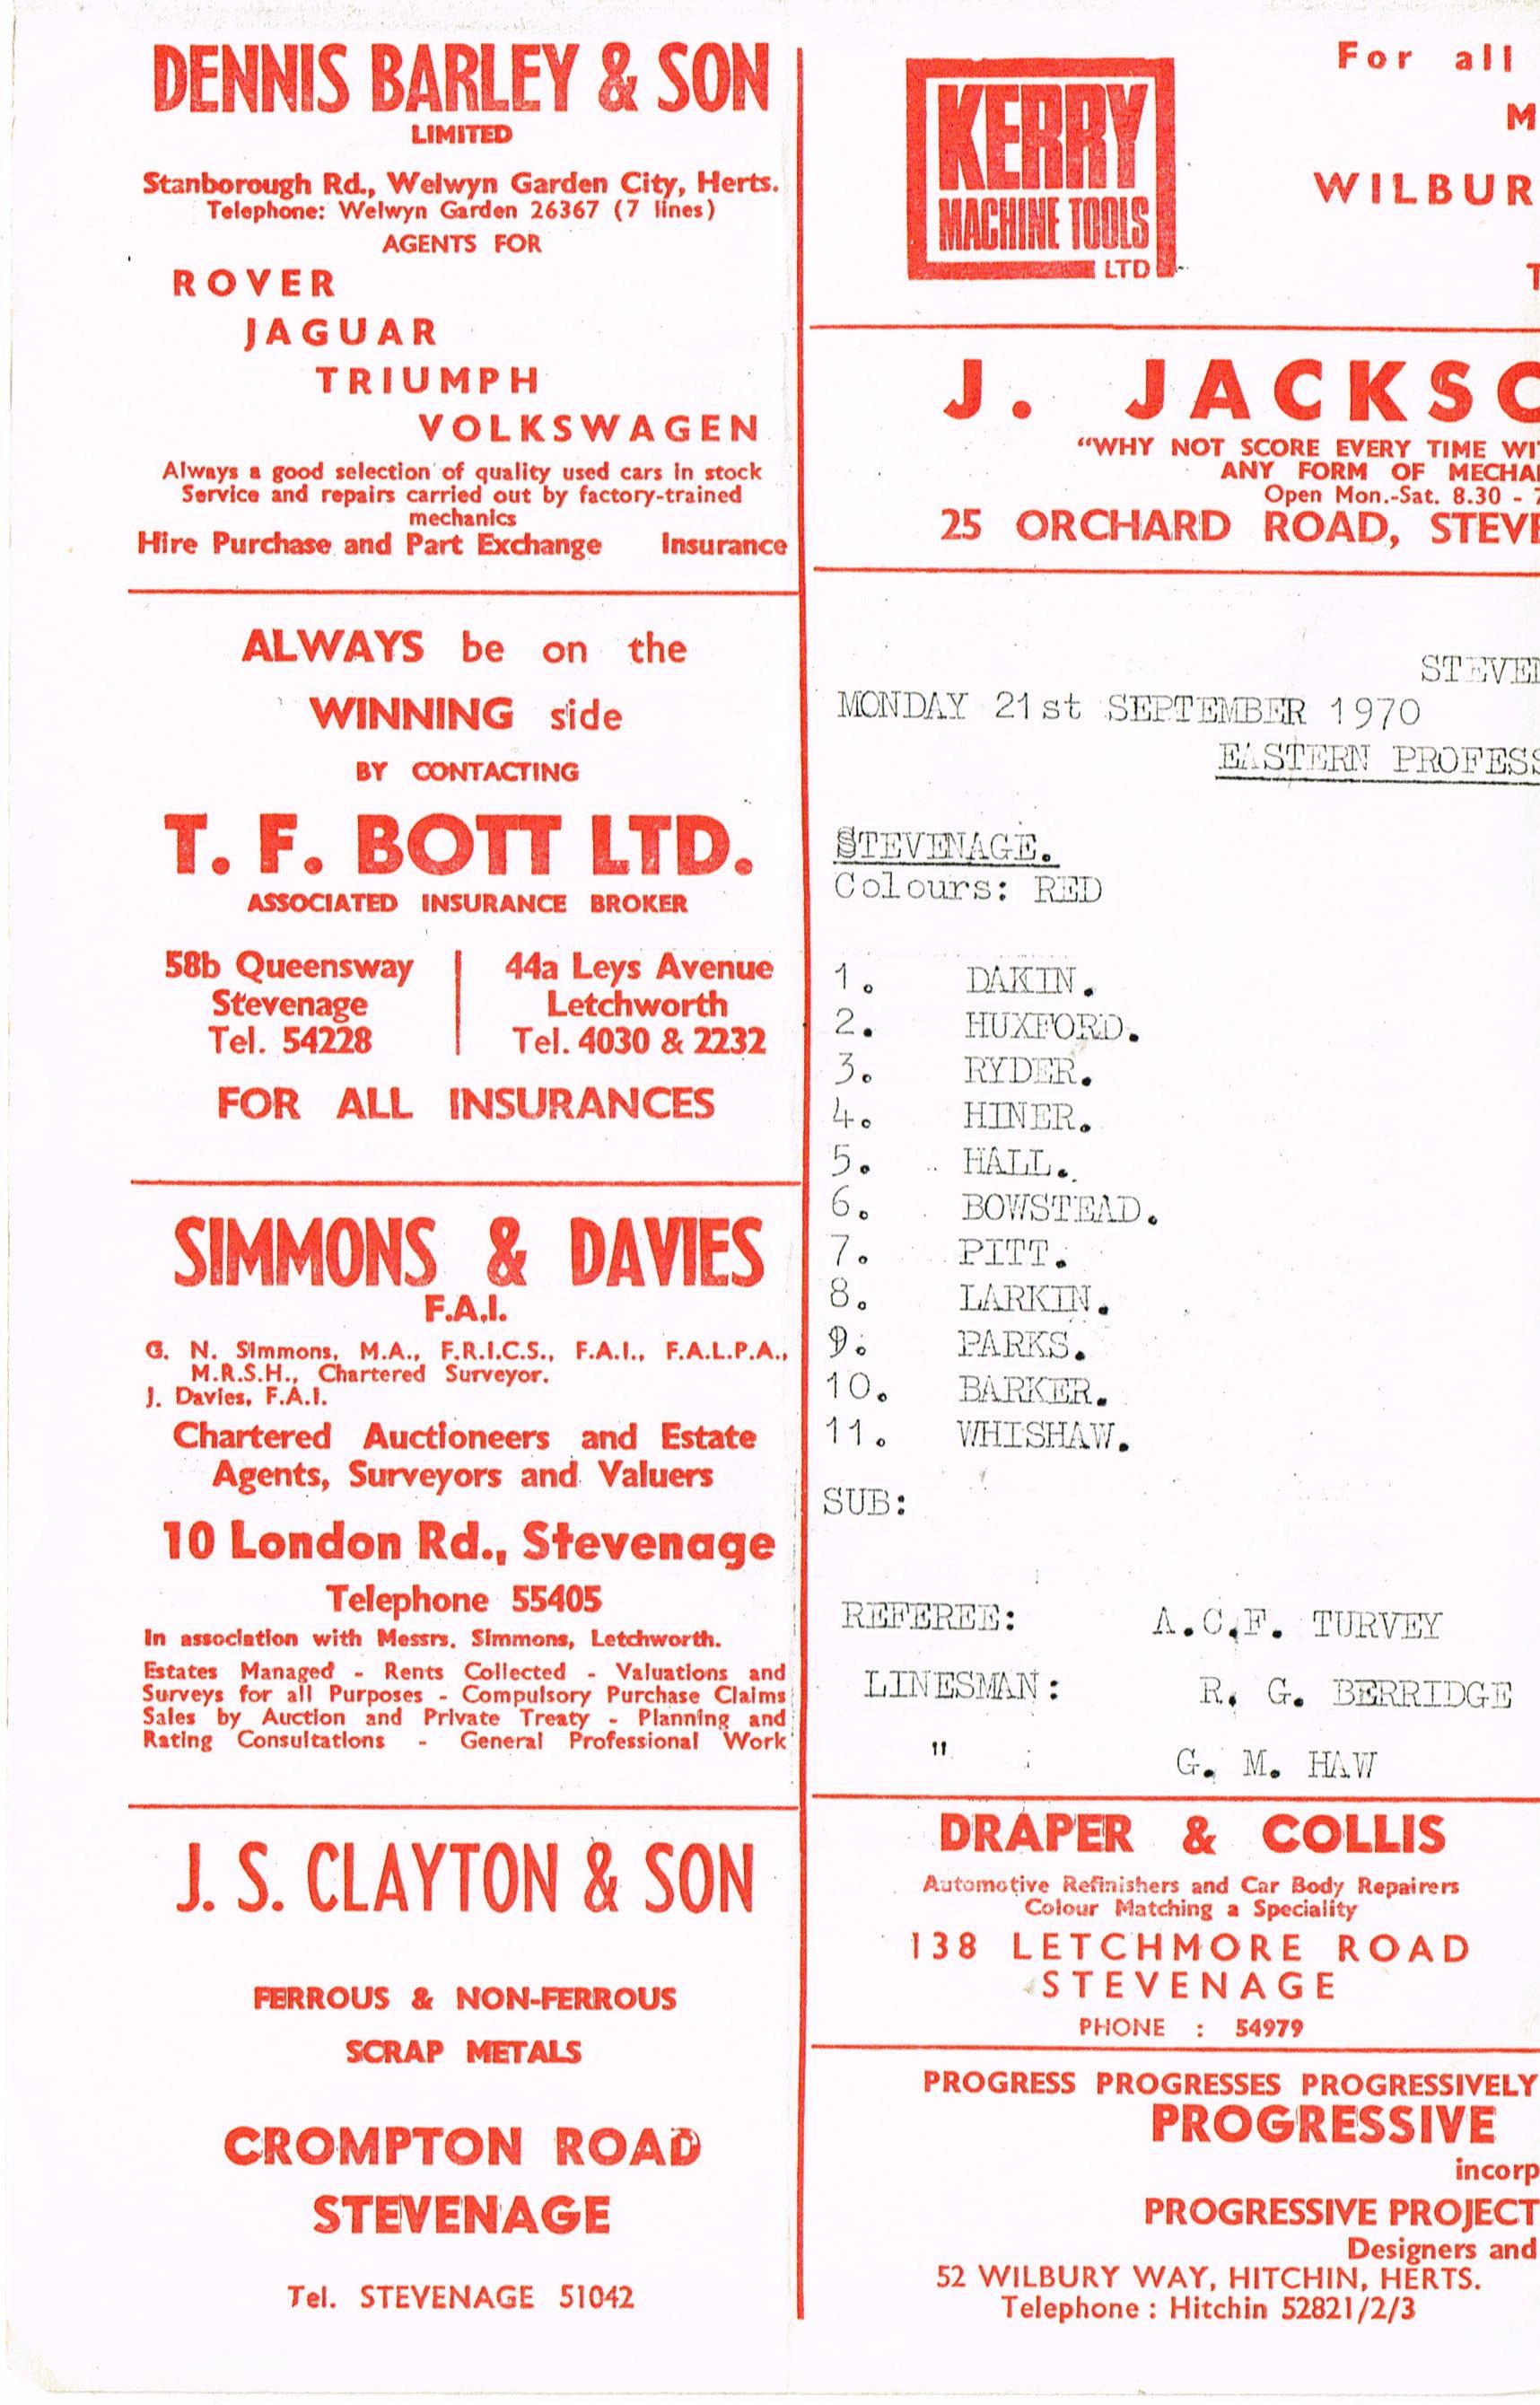 DENNIS BARLEY & SON
LIMITED
Stanborough Rd., Welwyn Garden City, Herts.
Telephone: Welwyn Garden 26367 (7 lines)
AGENTS FOR
ROVER
JAGUAR
TRIUMPH
VOLKSWAGEN
Always a good selection of quality used cars in stock
Service and repairs carried out by factory-trained
mechanics
Hire Purchase and Part Exchange Insurance
ALWAYS be on the
WINNING side
BY CONTACTING
T. F. BOTT LTD.
ASSOCIATED INSURANCE BROKER
58b Queensway
Stevenage
Tel. 54228
44a Leys Avenue
Letchworth
Tel. 4030 & 2232
FOR ALL INSURANCES
SIMMONS & DAVIES
F.A.I.
G. N. Simmons, M.A., F.R.I.C.S., F.A.I., F.A.L.P.A.,
M.R.S.H., Chartered Surveyor.
J. Davies, F.A.I.
Chartered Auctioneers and Estate
Agents, Surveyors and Valuers
10 London Rd., Stevenage
Telephone 55405
In association with Messrs. Simmons, Letchworth.
Estates Managed - Rents Collected - Valuations and
Surveys for all Purposes - Compulsory Purchase Claims
Sales by Auction and Private Treaty - Planning and
Rating Consultations - General Professional Work
J. S. CLAYTON & SON
FERROUS & NON-FERROUS
SCRAP METALS
CROMPTON ROAD
STEVENAGE
Tel. STEVENAGE 51042
KERRY
MACHINE TOOLS
LTD
For all
M
WILBUR
T
J. JACKSO
"WHY NOT SCORE EVERY TIME WI
ANY FORM OF MECHA
Open Mon.-Sat. 8.30 - 7
25 ORCHARD ROAD, STEVE
STEVEN
MONDAY 21st SEPTEMBER 1970
EASTERN PROFESS
STEVENAGE.
Colours: RED
1. DAKIN.
2. HUXFORD.
3. RYDER.
4. HINER.
5. HALL.
6. BOWSTEAD.
7. PITT.
8. LARKIN.
9. PARKS.
10. BARKER.
11. WHISHAW.
SUB:
REFEREE: A.C.F. TURVEY
LINESMAN: R. G. BERRIDGE
" : G. M. HAW
DRAPER & COLLIS
Automotive Refinishers and Car Body Repairers
Colour Matching a Speciality
138 LETCHMORE ROAD
STEVENAGE
PHONE : 54979
PROGRESS PROGRESSES PROGRESSIVELY
PROGRESSIVE
incorp
PROGRESSIVE PROJECT
Designers and
52 WILBURY WAY, HITCHIN, HERTS.
Telephone : Hitchin 52821/2/3